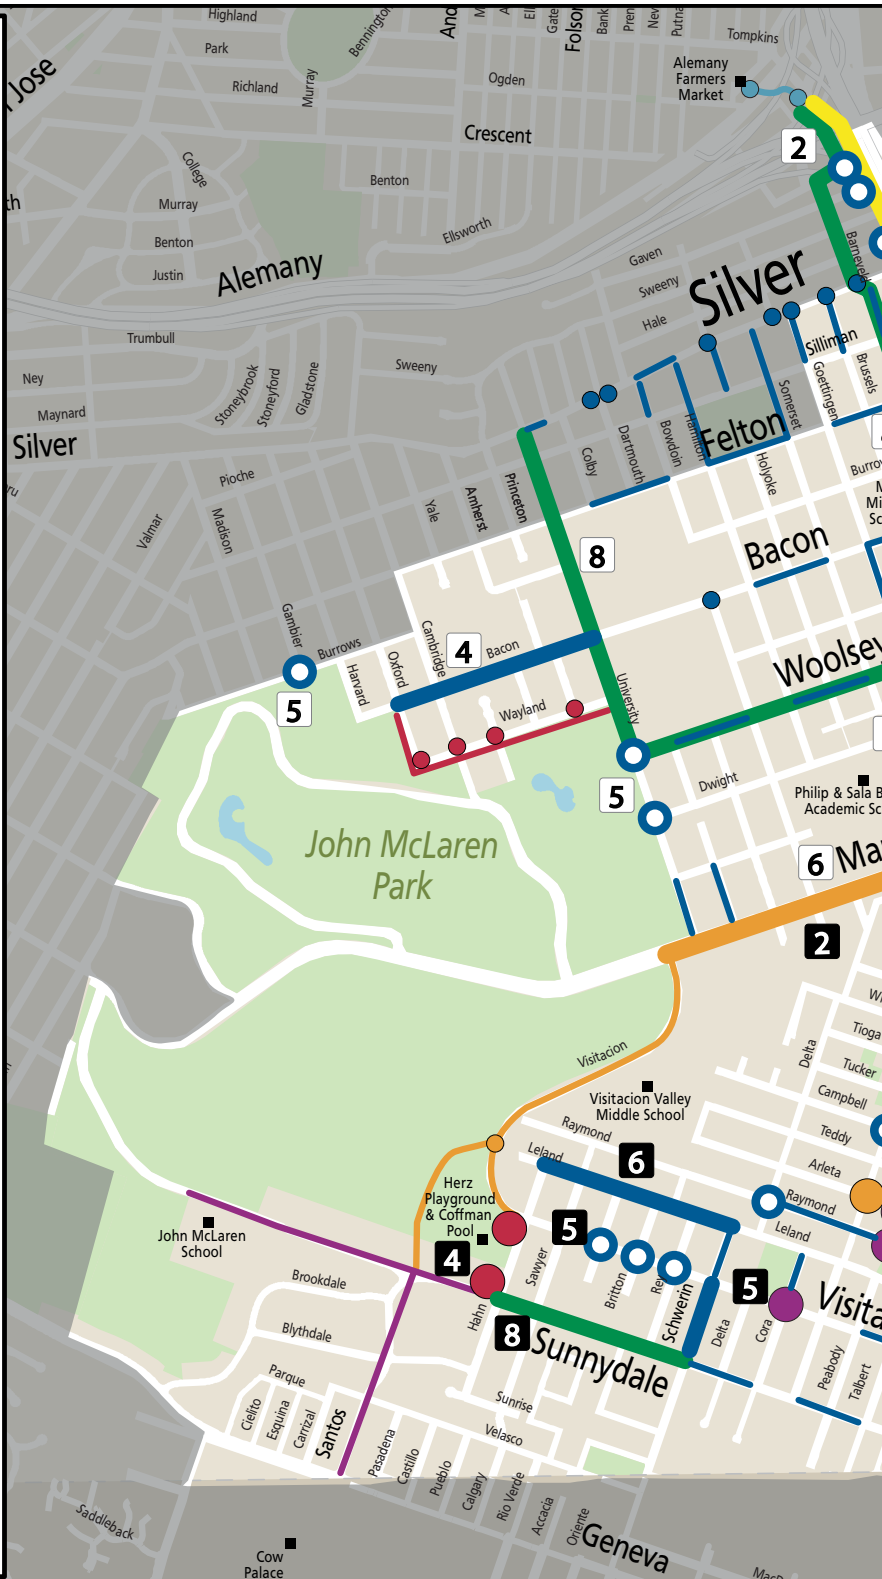 Highland
Park
Richland
Murray
Bennington
Ogden
Crescent
Folsom
Gate
Bank
Tompkins
Alemany
Farmers
Market
2
Jose
College
Benton
Murray
Benton
Justin
Ellsworth
Alemany
Gaven
Sweeny
Hale
Silver
Barneveld
Silliman
Goettingen
Brussels
Trumbull
Sweeny
Ney
Maynard
Silver
Stoneybrook
Stoneyford
Gladstone
Pioche
Valmar
Madison
Gambier
Yale
Amherst
Princeton
Colby
Dartmouth
Bowdoin
Hamilton
Felton
Somerset
Holyoke
Burro
8
Bacon
5
Burrows
Harvard
Oxford
Cambridge
4
Bacon
Wayland
University
Woolsey
5
Dwight
Philip & Sala B
Academic Sc
John McLaren
Park
6
Ma
2
Visitacion
Visitacion Valley
Middle School
Delta
Tioga
Tucker
Campbell
Teddy
Arleta
Raymond
Raymond
Leland
Leland
6
Herz
Playground
& Coffman
Pool
4
5
John McLaren
School
Sawyer
Britton
Rey
Schwerin
5
Visita
Brookdale
Hahn
8
Sunnydale
Delta
Cora
Peabody
Talbert
Blythdale
Parque
Cielito
Esquina
Carrizal
Santos
Sunrise
Velasco
Pasadena
Castillo
Pueblo
Calgary
Rio Verde
Accacia
Oriente
Geneva
Saddleback
Cow
Palace